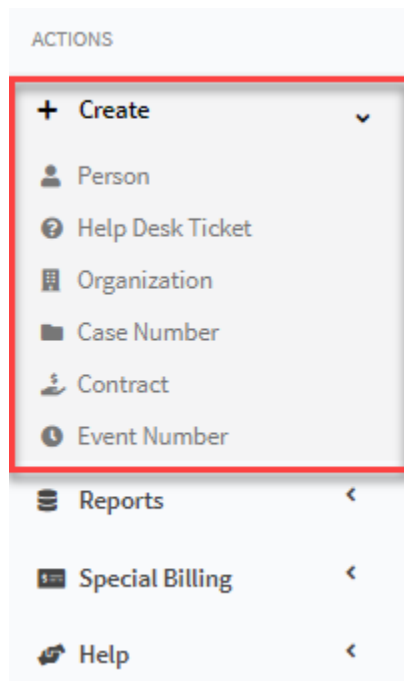 ACTIONS
Create
Person
Help Desk Ticket
Organization
Case Number
Contract
Event Number
Reports
Special Billing
Help